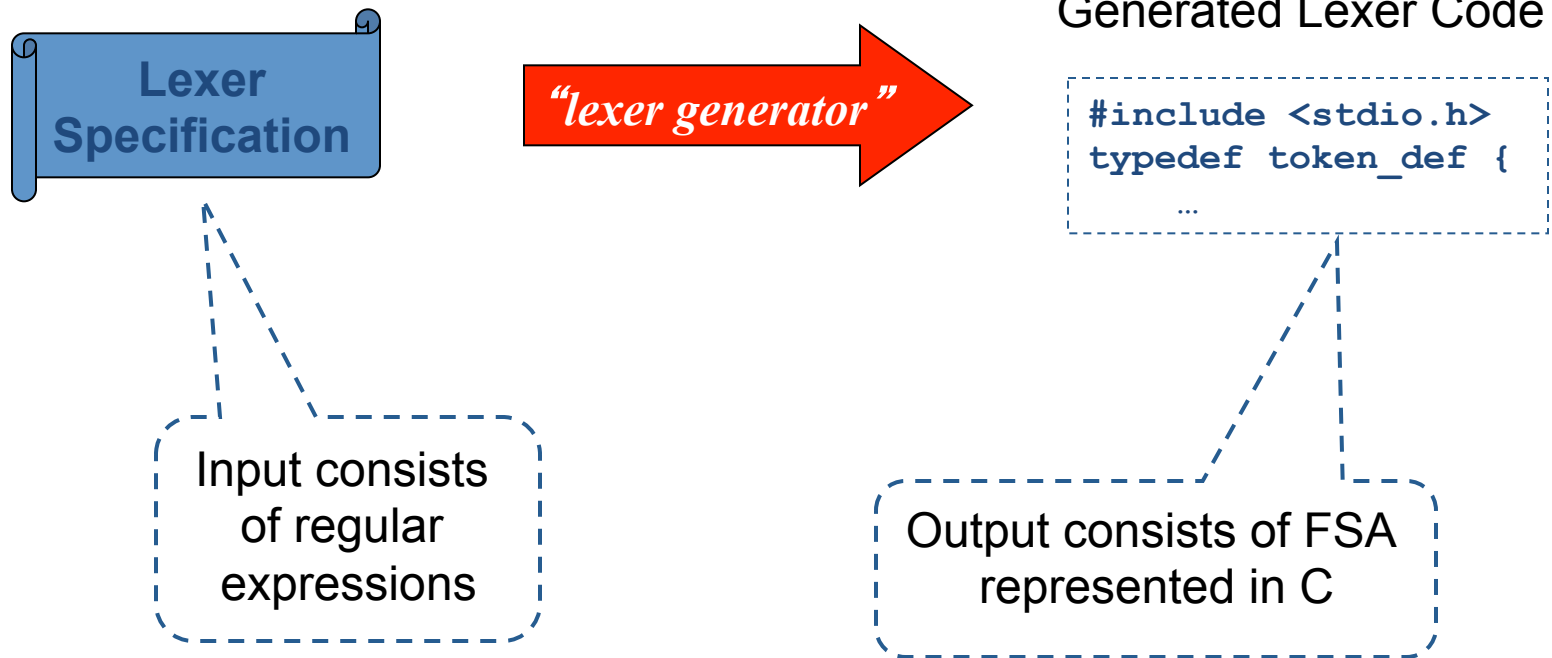 Lexer
Specification
“lexer generator”
Generated Lexer Code
#include <stdio.h>
typedef token_def {
…
Input consists
of regular
expressions
Output consists of FSA
represented in C